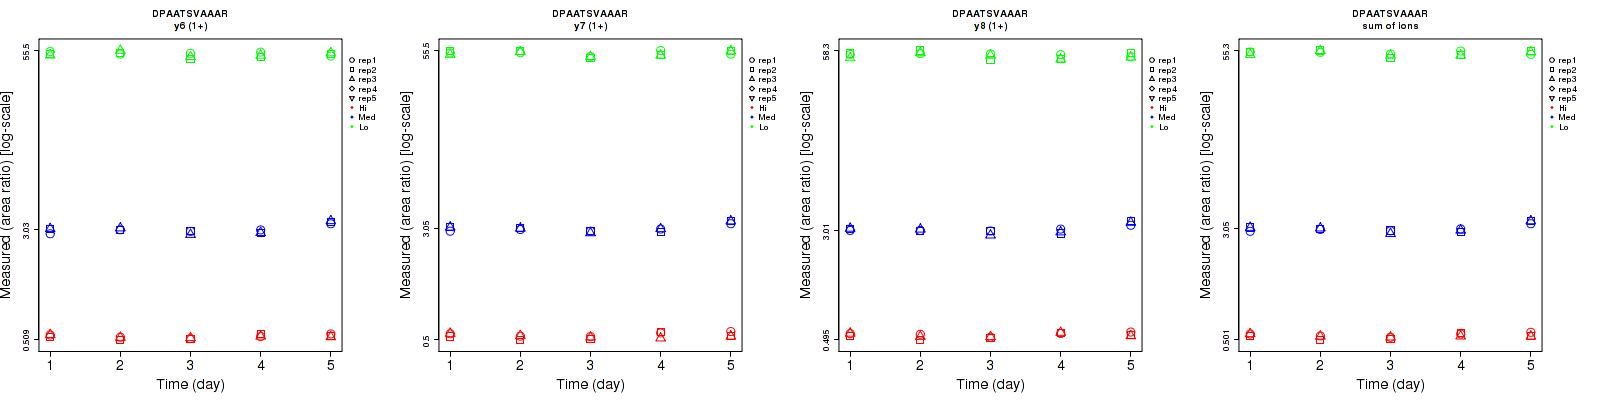 DPAATSVAAAR
y6 (1+)
Measured (area ratio) [log-scale]
55.5
3.03
0.509
1 2 3 4 5
Time (day)
rep1
rep2
rep3
rep4
rep5
Hi
Med
Lo
DPAATSVAAAR
y7 (1+)
Measured (area ratio) [log-scale]
55.5
3.05
0.5
1 2 3 4 5
Time (day)
rep1
rep2
rep3
rep4
rep5
Hi
Med
Lo
DPAATSVAAAR
y8 (1+)
Measured (area ratio) [log-scale]
3.01
0.495
1 2 3 4 5
Time (day)
rep1
rep2
rep3
rep4
rep5
Hi
Med
Lo
DPAATSVAAAR
sum of ions
Measured (area ratio) [log-scale]
55.3
3.05
0.501
1 2 3 4 5
Time (day)
rep1
rep2
rep3
rep4
rep5
Hi
Med
Lo